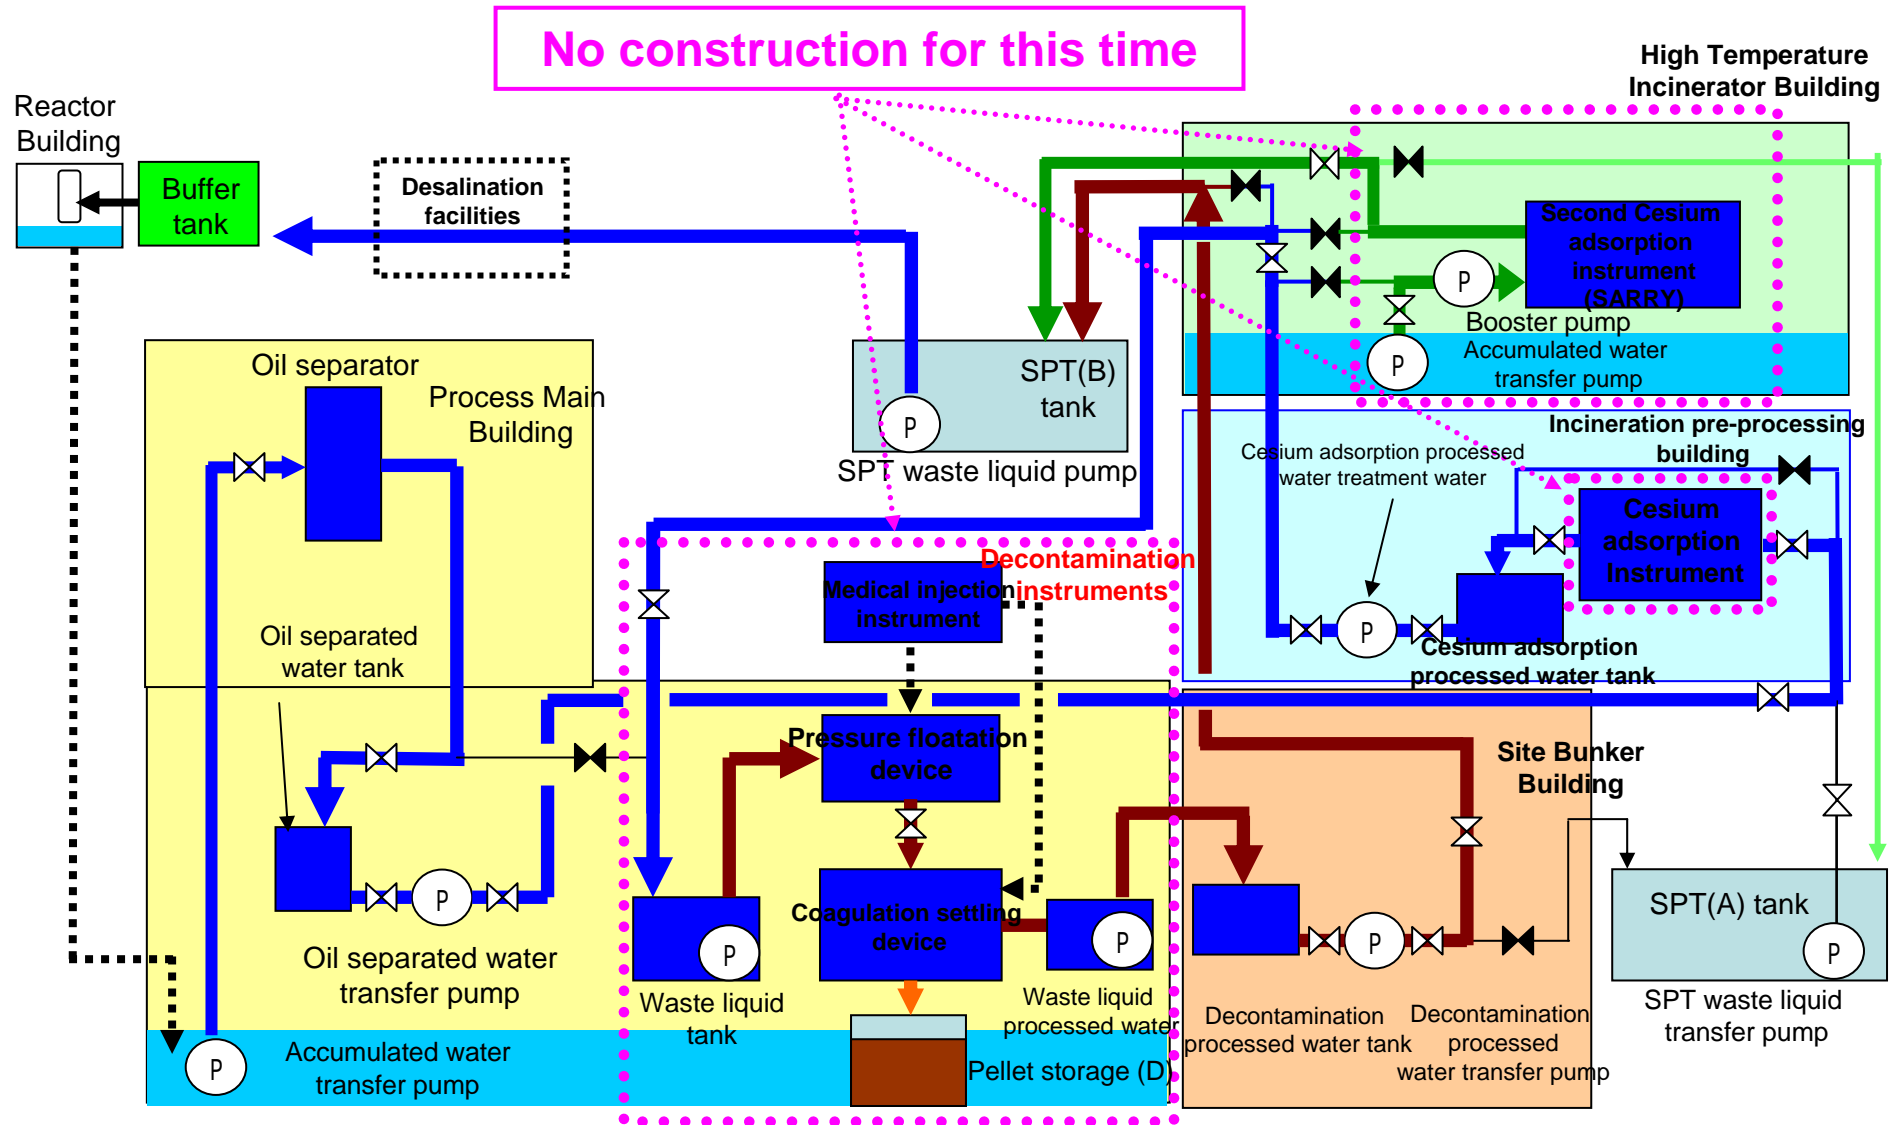 No construction for this time
High Temperature
Incinerator Building
Reactor
Building
Buffer
tank
Desalination
facilities
Second Cesium
adsorption
instrument
(SARRY)
P
Booster pump
P
Accumulated water
transfer pump
Oil separator
Process Main
Building
SPT(B)
tank
P
SPT waste liquid pump
Incineration pre-processing
building
Cesium adsorption processed
water treatment water
Cesium
adsorption
Instrument
P
Cesium adsorption
processed water tank
Decontamination
instruments
Medical injection
instrument
Oil separated
water tank
Pressure floatation
device
Site Bunker
Building
P
Oil separated water
transfer pump
P
Waste liquid
tank
Coagulation settling
device
P
Waste liquid
processed water
P
Decontamination
processed water tank
Decontamination
processed
water transfer pump
SPT(A) tank
P
SPT waste liquid
transfer pump
P
Accumulated water
transfer pump
Pellet storage (D)